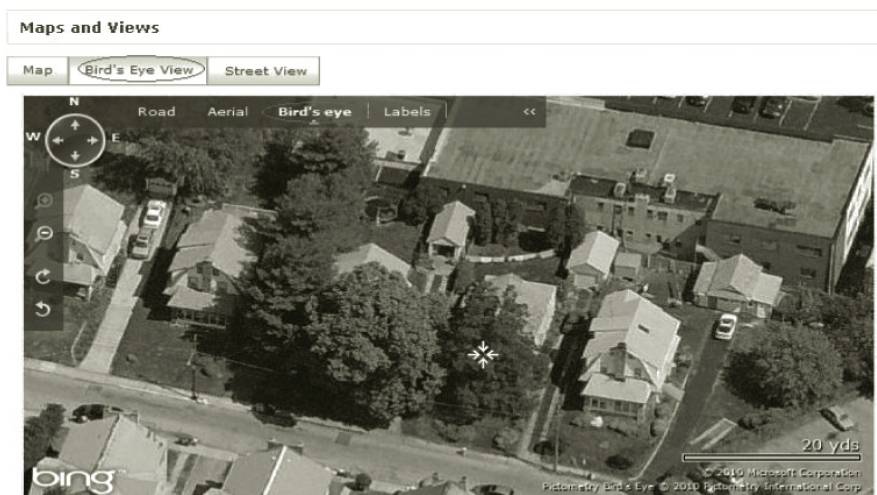 Maps and Views
Map Bird's Eye View Street View
N
Road Aerial Bird's eye Labels <<
W E
S
20 yds
bing™
© 2010 Microsoft Corporation
Pictometry Bird's Eye © 2010 Pictometry International Corp